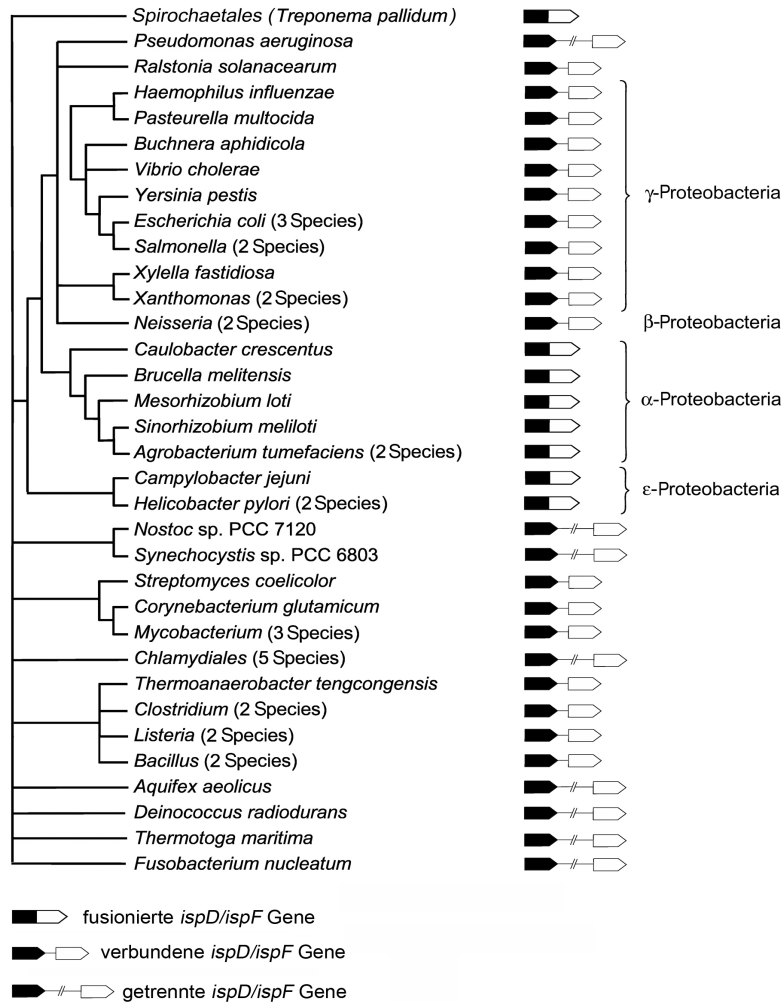 Spirochaetales (Treponema pallidum)
Pseudomonas aeruginosa
Ralstonia solanacearum
Haemophilus influenzae
Pasteurella multocida
Buchnera aphidicola
Vibrio cholerae
Yersinia pestis
γ-Proteobacteria
Escherichia coli (3 Species)
Salmonella (2 Species)
Xylella fastidiosa
Xanthomonas (2 Species)
Neisseria (2 Species)
β-Proteobacteria
Caulobacter crescentus
Brucella melitensis
Mesorhizobium loti
α-Proteobacteria
Sinorhizobium meliloti
Agrobacterium tumefaciens (2 Species)
Campylobacter jejuni
ε-Proteobacteria
Helicobacter pylori (2 Species)
Nostoc sp. PCC 7120
Synechocystis sp. PCC 6803
Streptomyces coelicolor
Corynebacterium glutamicum
Mycobacterium (3 Species)
Chlamydiales (5 Species)
Thermoanaerobacter tengcongensis
Clostridium (2 Species)
Listeria (2 Species)
Bacillus (2 Species)
Aquifex aeolicus
Deinococcus radiodurans
Thermotoga maritima
Fusobacterium nucleatum
fusionierte ispD/ispF Gene
verbundene ispD/ispF Gene
getrennte ispD/ispF Gene